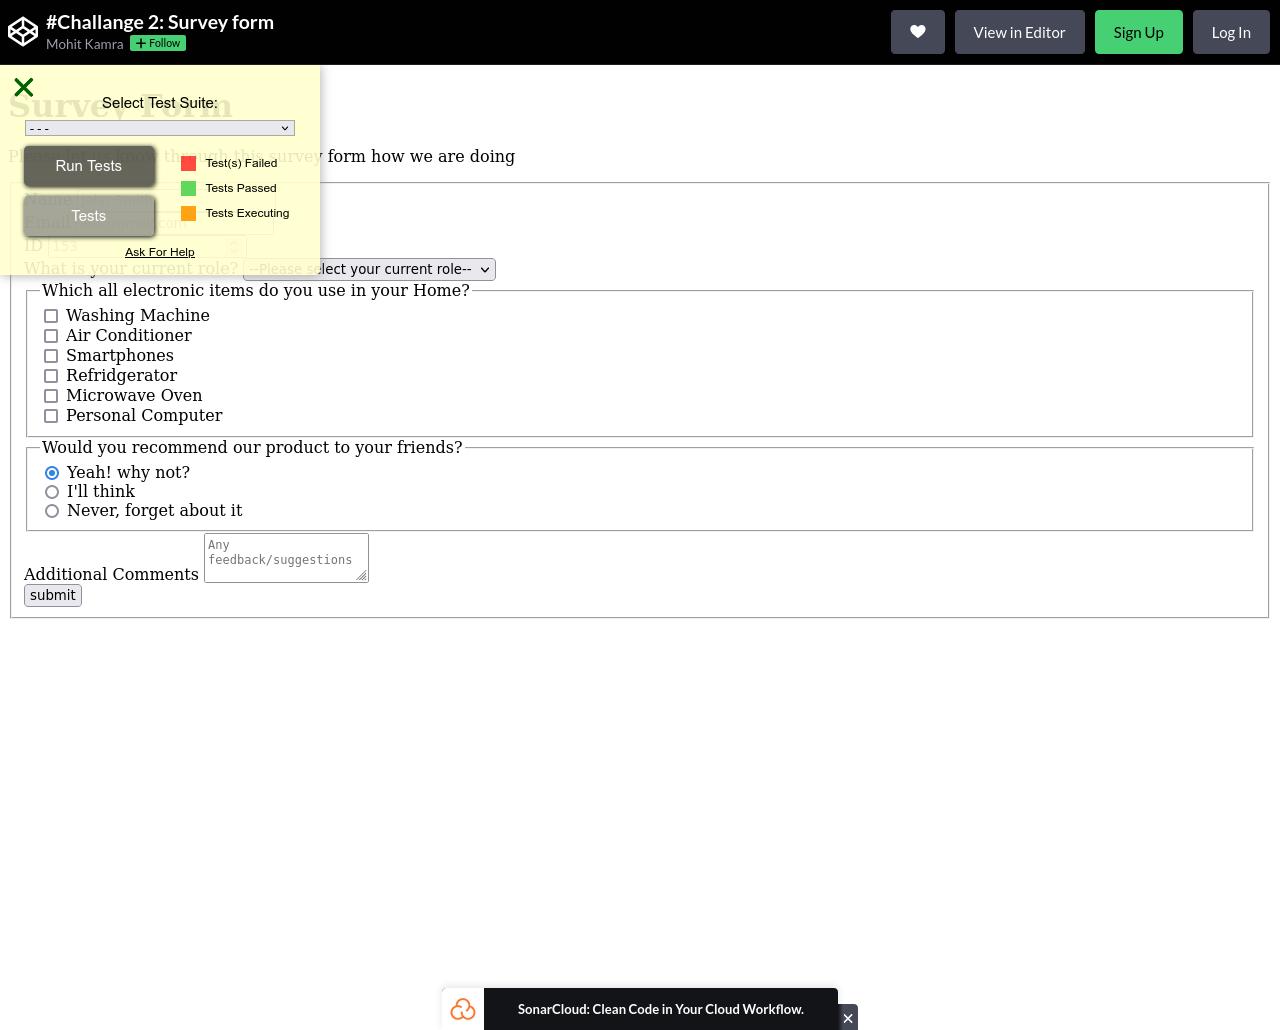 #Challange 2: Survey form
Mohit Kamra
+ Follow
View in Editor
Sign Up
Log In
Survey Form
Select Test Suite:
- - -
Please let us know through this survey form how we are doing
Run Tests
Test(s) Failed
Tests Passed
Tests
Tests Executing
Name
Email
ID 153
Ask For Help
What is your current role? --Please select your current role--
Which all electronic items do you use in your Home?
Washing Machine
Air Conditioner
Smartphones
Refridgerator
Microwave Oven
Personal Computer
Would you recommend our product to your friends?
Yeah! why not?
I'll think
Never, forget about it
Any
feedback/suggestions
Additional Comments
submit
SonarCloud: Clean Code in Your Cloud Workflow.